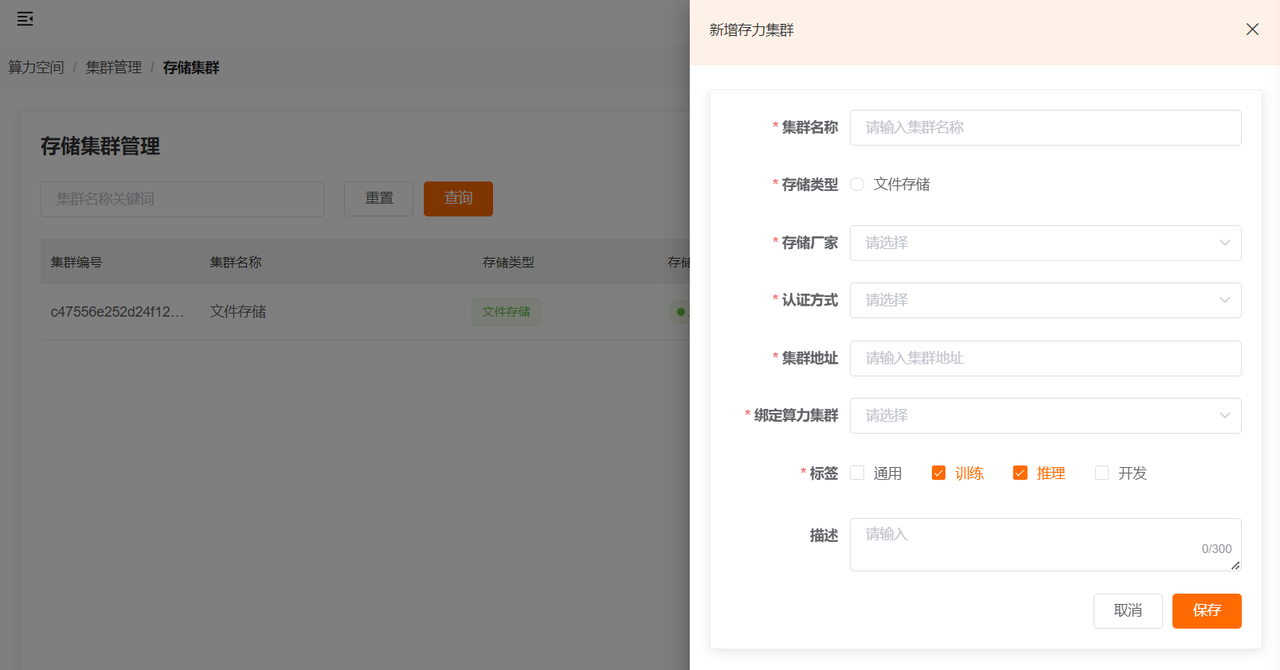 算力空间 / 集群管理 / 存储集群
存储集群管理
集群名称关键词
重置
查询
集群编号 集群名称 存储类型 存储
c47556e252d24f12... 文件存储 文件存储
新增存力集群
* 集群名称 请输入集群名称
* 存储类型 文件存储
* 存储厂家 请选择
* 认证方式 请选择
* 集群地址 请输入集群地址
* 绑定算力集群 请选择
* 标签 通用 训练 推理 开发
描述 请输入
0/300
取消 保存